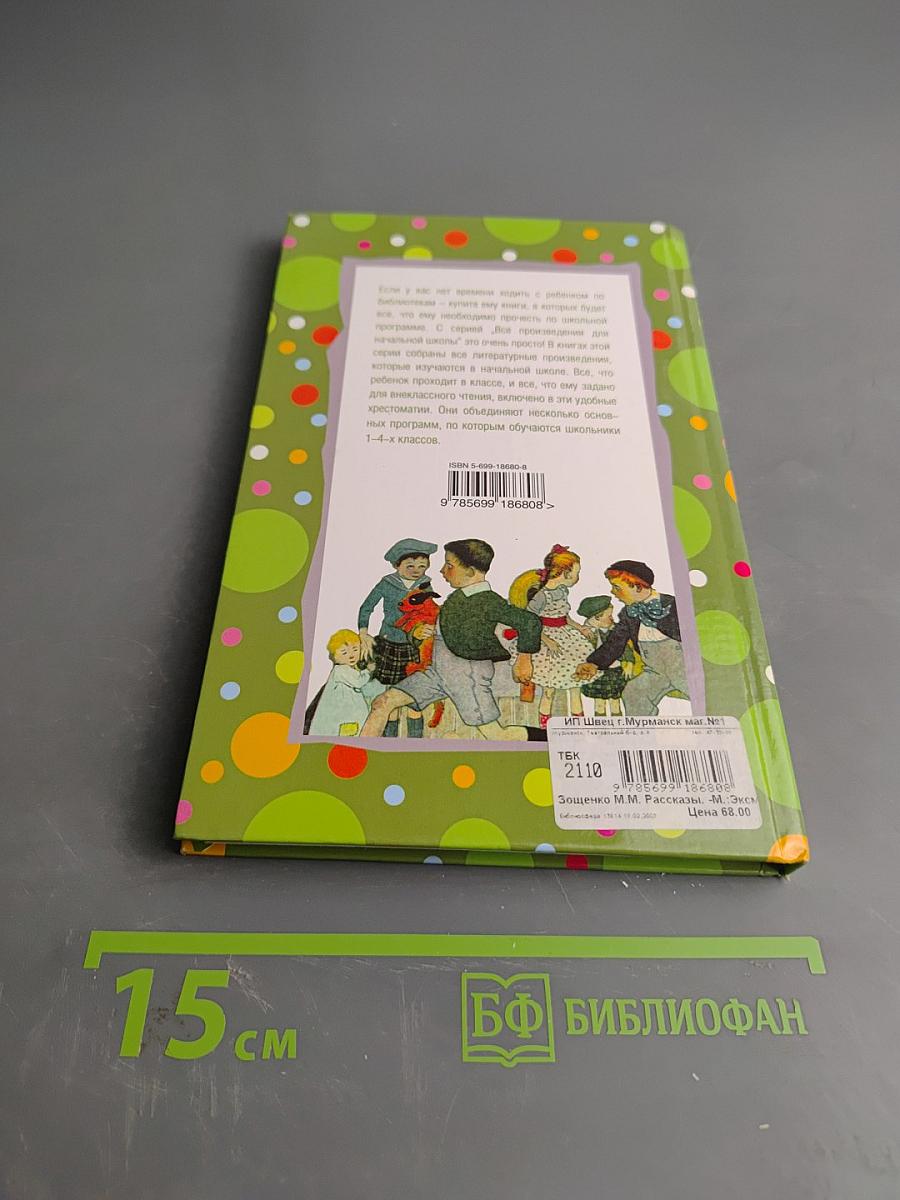 Если у вас нет времени ходить с ребенком по
библиотекам – купите ему книги, в которых будет
все, что ему необходимо прочесть по школьной
программе. С серией „Все произведения для
начальной школы" это очень просто! В книгах этой
серии собраны все литературные произведения,
которые изучаются в начальной школе. Все, что
ребенок проходит в классе, и все, что ему задано
для внеклассного чтения, включено в эти удобные
хрестоматии. Они объединяют несколько основ-
ных программ, по которым обучаются школьники
1–4-х классов.
ISBN 5-699-18680-8
9 785699 186808 >
ИП Швец г.Мурманск маг.№1
ТБК
2110
9 785699 186808
Зощенко М.М. Рассказы. -М.:Эксм
Цена 68.00
15 см
БФ БИБЛИОФАН